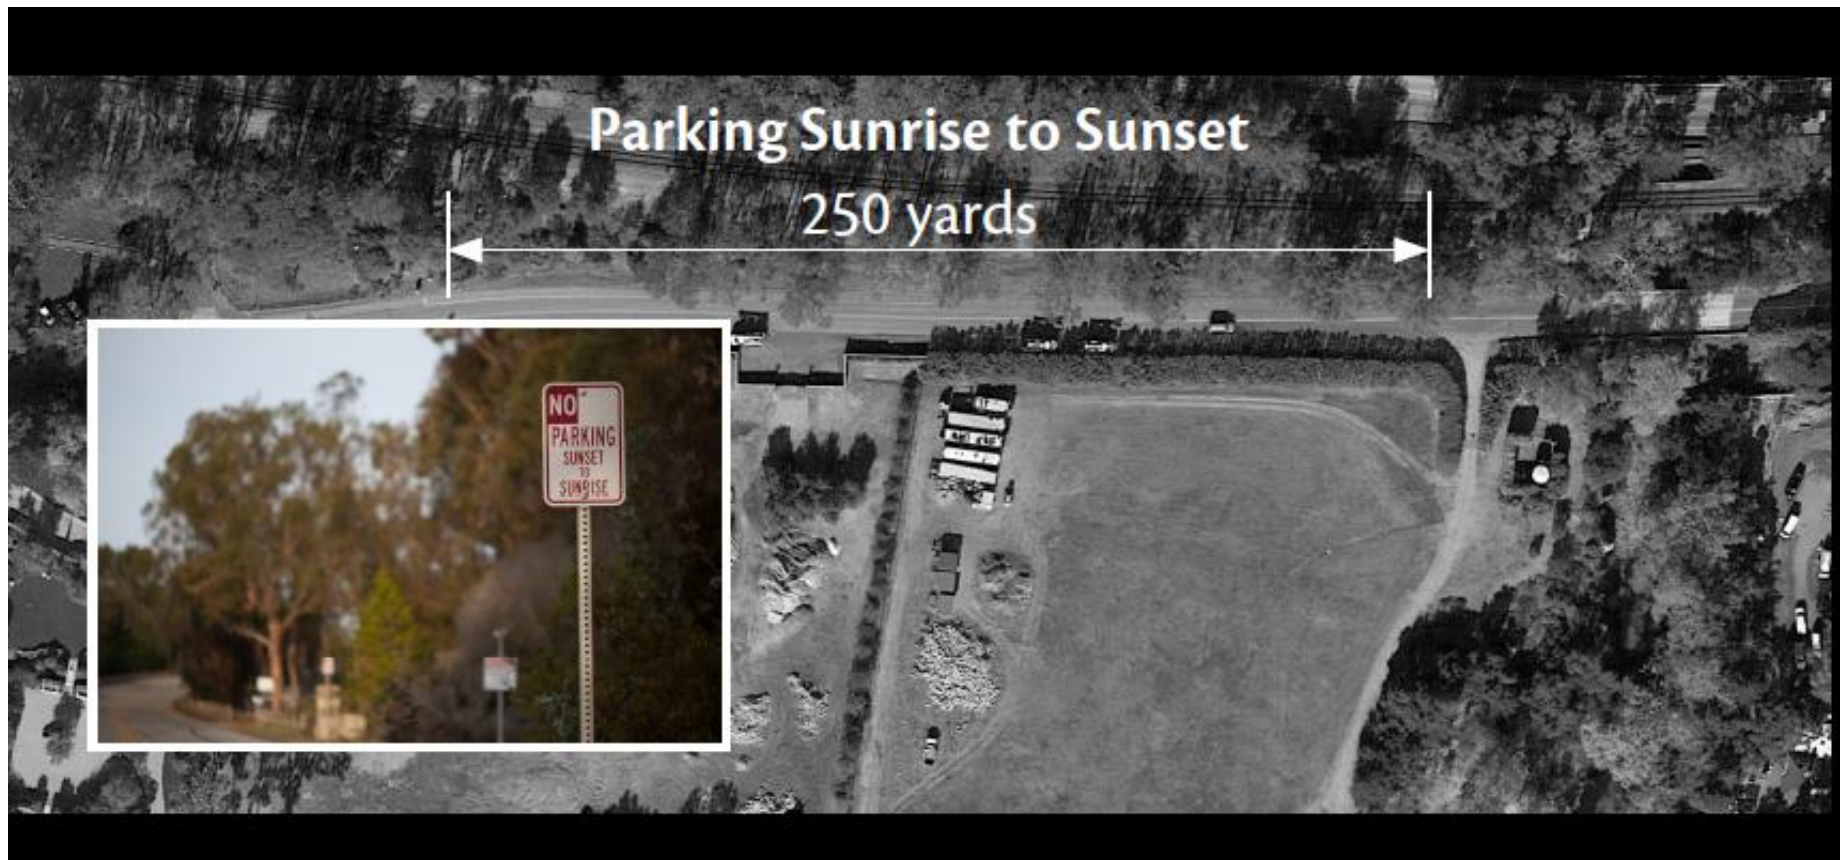 Parking Sunrise to Sunset
250 yards
NO
PARKING
SUNSET
TO
SUNRISE